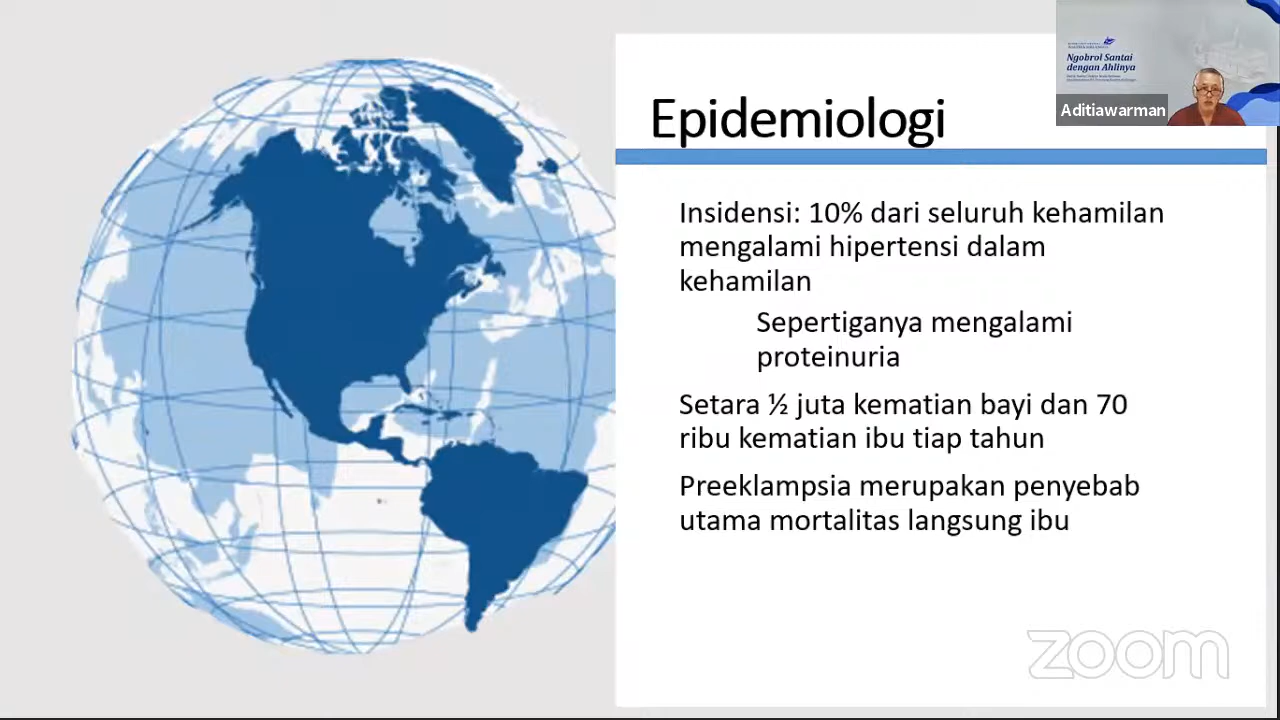 Ngobrol Santai
dengan Ahlinya
Aditiawarman
Epidemiologi
Insidensi: 10% dari seluruh kehamilan
mengalami hipertensi dalam
kehamilan
Sepertiganya mengalami
proteinuria
Setara ½ juta kematian bayi dan 70
ribu kematian ibu tiap tahun
Preeklampsia merupakan penyebab
utama mortalitas langsung ibu
zoom